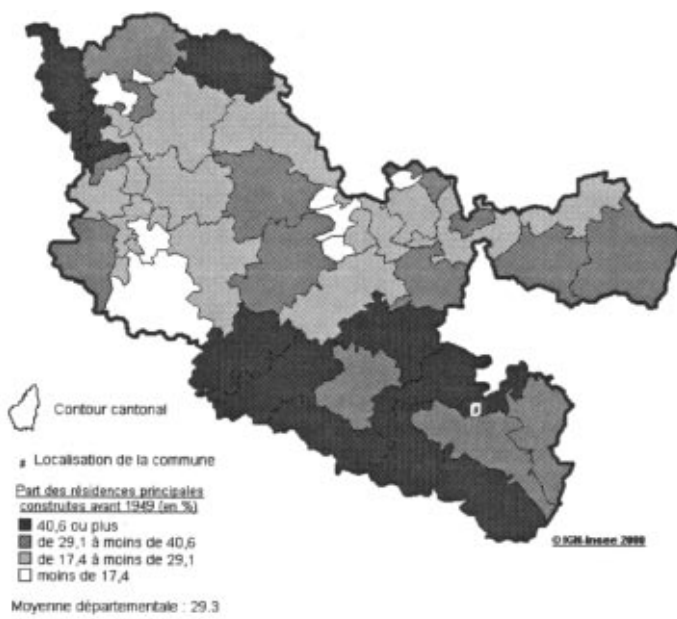 Contour cantonal
Localisation de la commune
Part des résidences principales
construites avant 1949 (en %)
40,6 ou plus
de 29,1 à moins de 40,6
de 17,4 à moins de 29,1
moins de 17,4
Moyenne départementale : 29.3
©IGN-Insee 2000